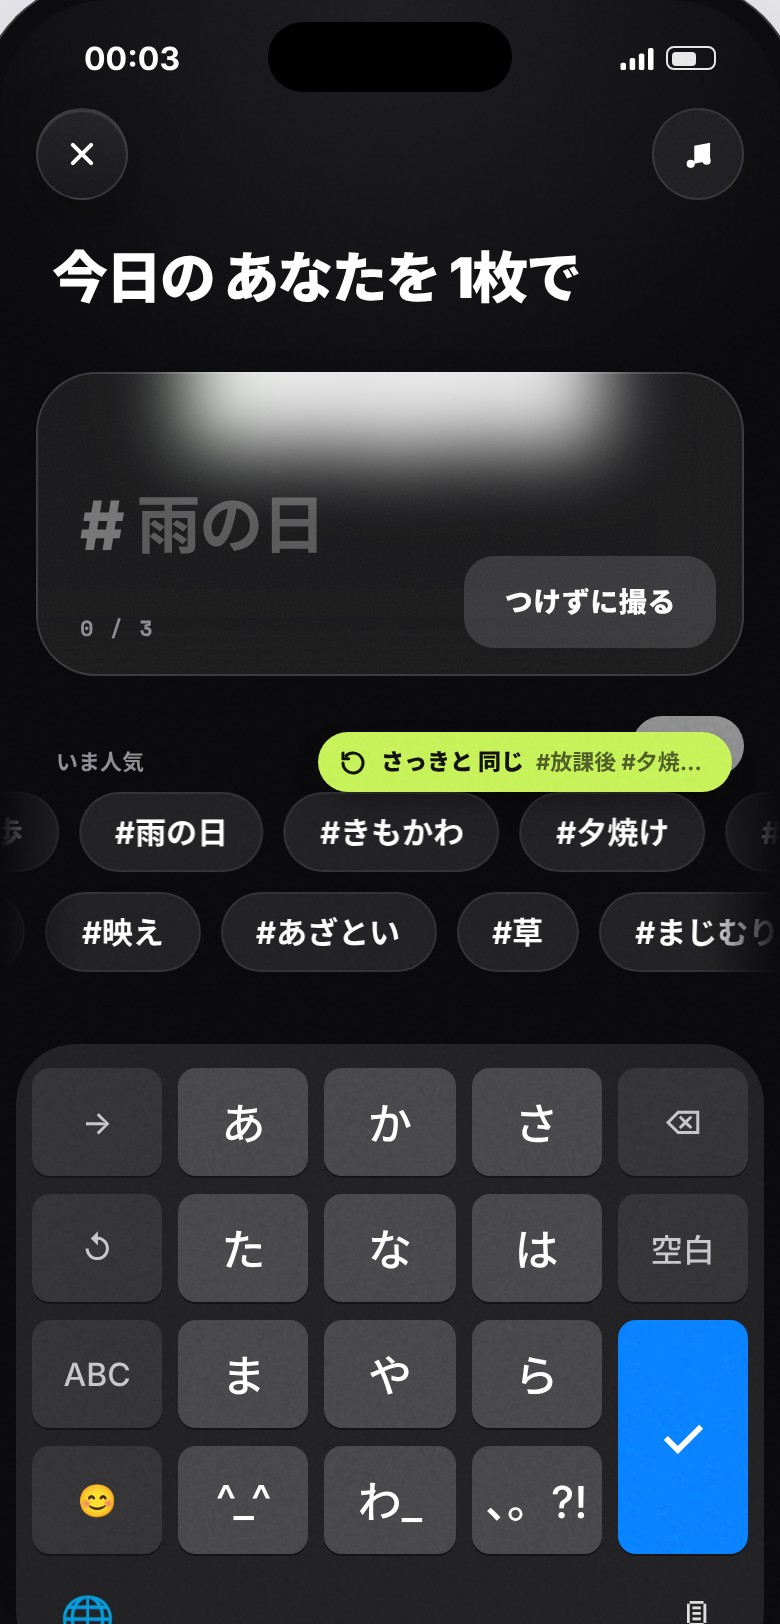 00:03
今日の あなたを 1枚で
# 雨の日
つけずに撮る
0 / 3
いま人気
さっきと 同じ #放課後 #夕焼…
歩 #雨の日 #きもかわ #夕焼け #
#映え #あざとい #草 #まじむり
あ か さ
た な は 空白
ABC ま や ら
^_^ わ_ 、。?!